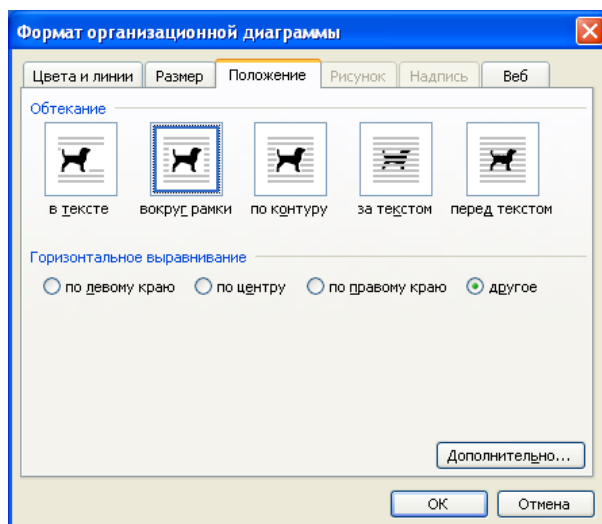 Формат организационной диаграммы
Цвета и линии Размер Положение Рисунок Надпись Веб
Обтекание
в тексте вокруг рамки по контуру за текстом перед текстом
Горизонтальное выравнивание
по левому краю по центру по правому краю другое
Дополнительно...
ОК Отмена